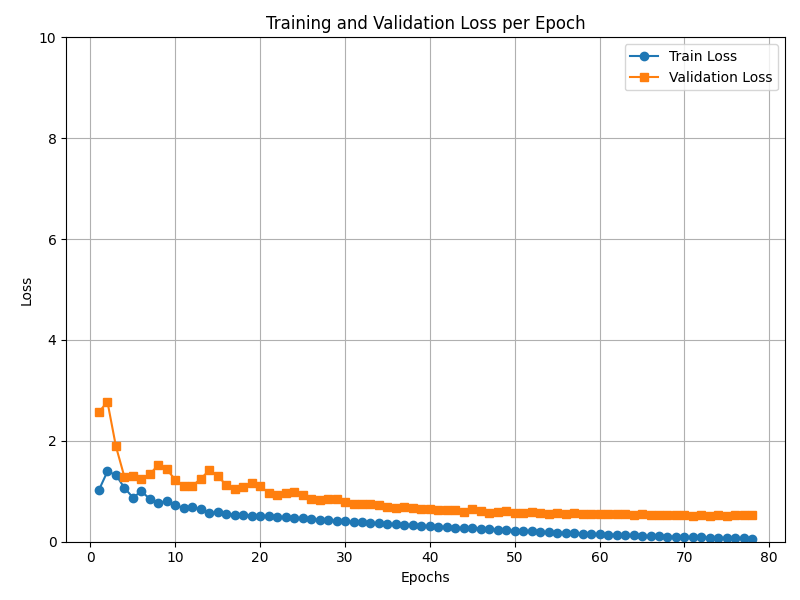 Training and Validation Loss per Epoch
Train Loss
Validation Loss
10
8
6
4
2
0
Loss
0 10 20 30 40 50 60 70 80
Epochs